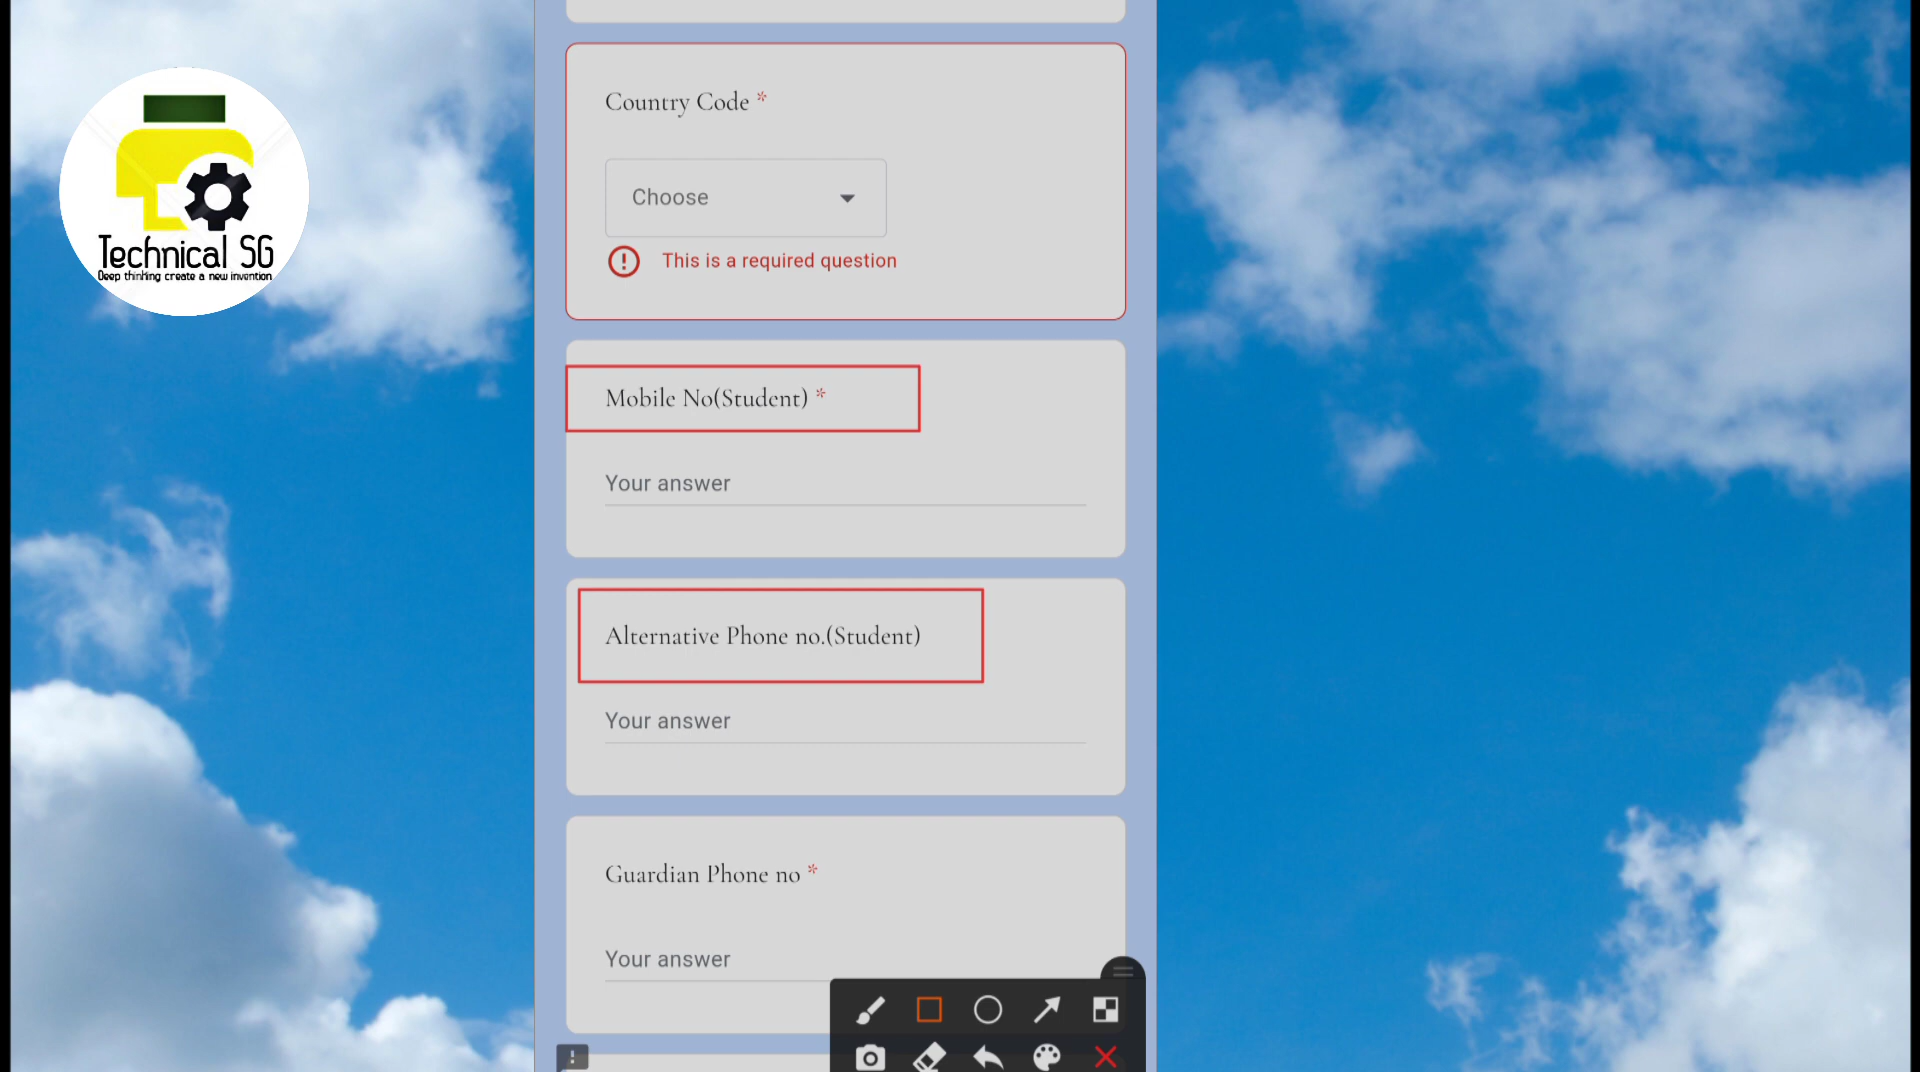 Technical SG
Deep thinking create a new invention
Country Code *
Choose
This is a required question
Mobile No(Student) *
Your answer
Alternative Phone no.(Student)
Your answer
Guardian Phone no *
Your answer